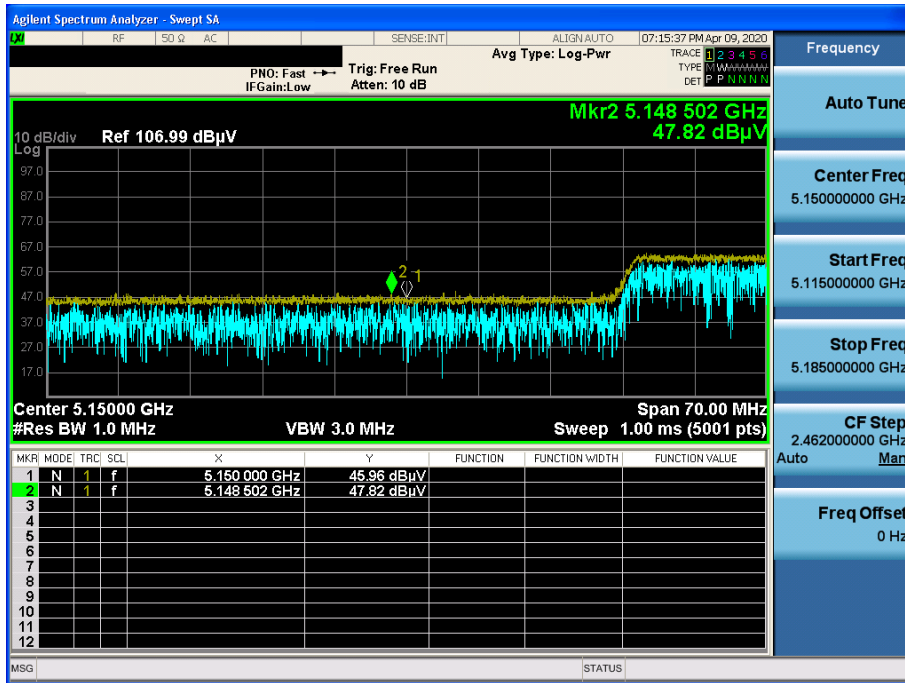 Agilent Spectrum Analyzer - Swept SA
LXI RF 50 Ω AC SENSE:INT ALIGN AUTO 07:15:37 PM Apr 09, 2020
PNO: Fast Trig: Free Run Avg Type: Log-Pwr TRACE 1 2 3 4 5 6
IFGain:Low Atten: 10 dB TYPE M W
DET P P N N N N
Mkr2 5.148 502 GHz
47.82 dBµV
10 dB/div Ref 106.99 dBµV
Log
97.0
87.0
77.0
67.0
57.0
47.0
37.0
27.0
17.0
2 1
Center 5.15000 GHz Span 70.00 MHz
#Res BW 1.0 MHz VBW 3.0 MHz Sweep 1.00 ms (5001 pts)
MKR MODE TRC SCL X Y FUNCTION FUNCTION WIDTH FUNCTION VALUE
1 N 1 f 5.150 000 GHz 45.96 dBµV
2 N 1 f 5.148 502 GHz 47.82 dBµV
3
4
5
6
7
8
9
10
11
12
MSG STATUS
Frequency
Auto Tune
Center Freq
5.150000000 GHz
Start Freq
5.115000000 GHz
Stop Freq
5.185000000 GHz
CF Step
2.462000000 GHz
Auto Man
Freq Offset
0 Hz